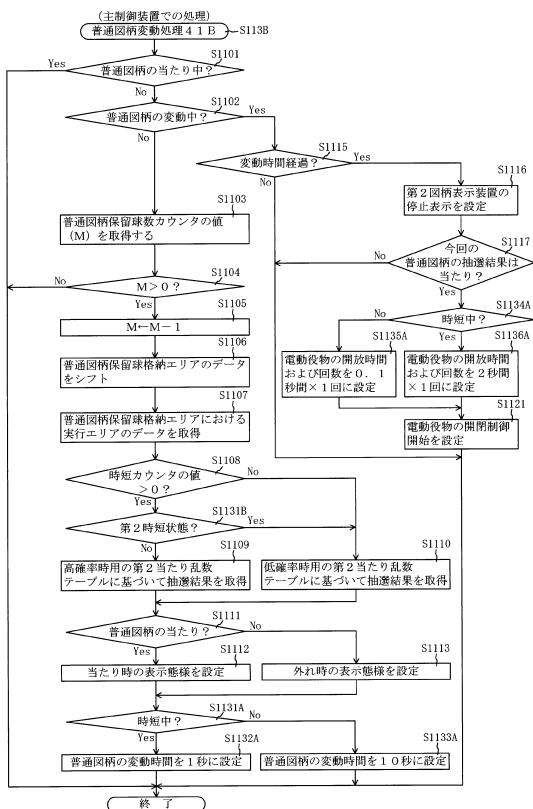 (主制御装置での処理)
普通図柄変動処理41B
S113B
S1101
普通図柄の当たり中?
Yes
No
S1102
普通図柄の変動中?
Yes
No
S1115
変動時間経過?
Yes
No
S1116
第2図柄表示装置の
停止表示を設定
S1117
今回の
普通図柄の抽選結果は
当たり?
No
Yes
S1134A
時短中?
No
Yes
S1135A
電動役物の開放時間
および回数を0.1
秒間×1回に設定
S1136A
電動役物の開放時間
および回数を2秒間
×1回に設定
S1121
電動役物の開閉制御
開始を設定
S1103
普通図柄保留球数カウンタの値
(M)を取得する
S1104
M>0?
No
Yes
S1105
M←M-1
S1106
普通図柄保留球格納エリアのデータ
をシフト
S1107
普通図柄保留球格納エリアにおける
実行エリアのデータを取得
S1108
時短カウンタの値
>0?
No
Yes
S1131B
第2時短状態?
Yes
No
S1109
高確率時用の第2当たり乱数
テーブルに基づいて抽選結果を取得
S1110
低確率時用の第2当たり乱数
テーブルに基づいて抽選結果を取得
S1111
普通図柄の当たり?
No
Yes
S1112
当たり時の表示態様を設定
S1113
外れ時の表示態様を設定
S1131A
時短中?
No
Yes
S1132A
普通図柄の変動時間を1秒に設定
S1133A
普通図柄の変動時間を10秒に設定
終 了